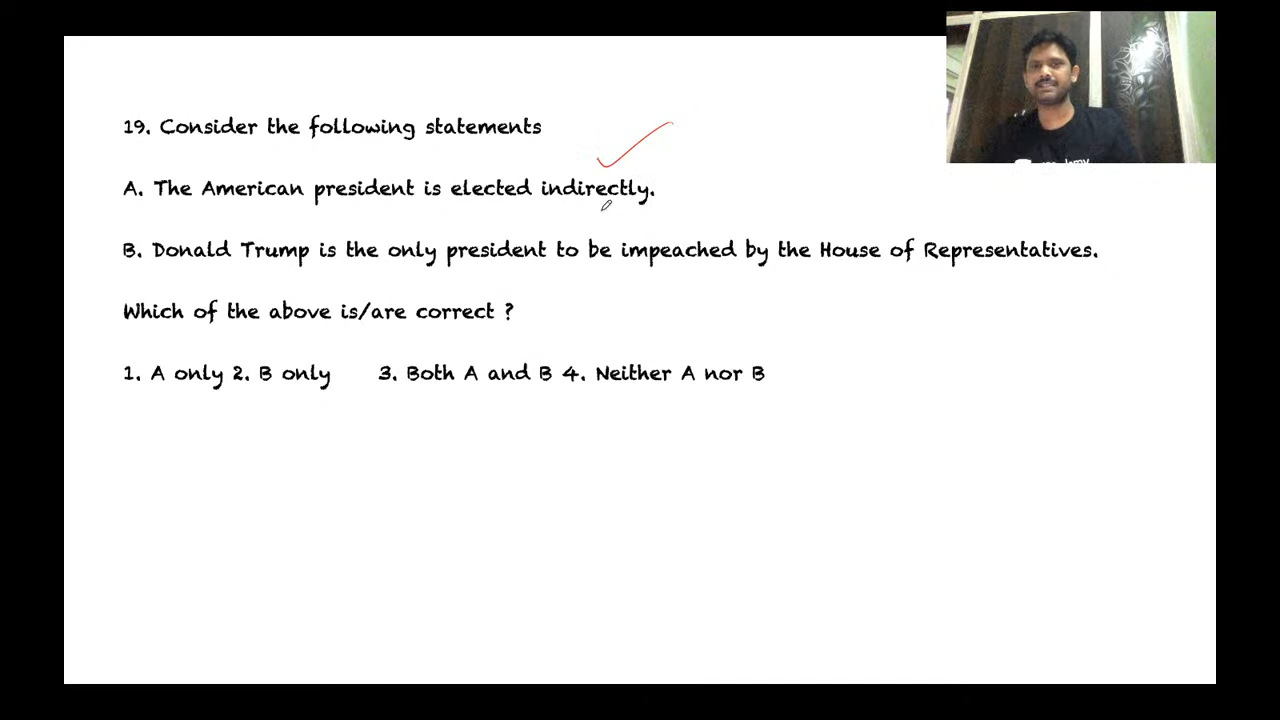 19. Consider the following statements
A. The American president is elected indirectly.
B. Donald Trump is the only president to be impeached by the House of Representatives.
Which of the above is/are correct ?
1. A only 2. B only 3. Both A and B 4. Neither A nor B